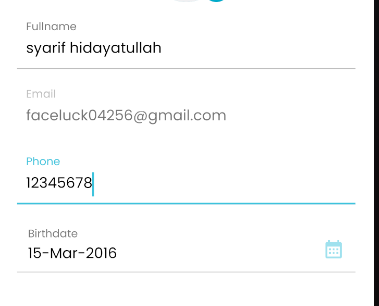 Fullname
syarif hidayatullah
Email
faceluck04256@gmail.com
Phone
12345678
Birthdate
15-Mar-2016